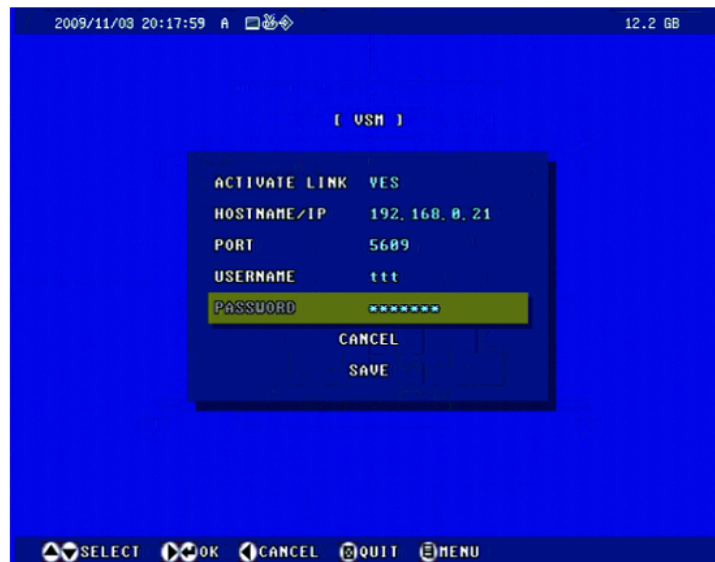 2009/11/03 20:17:59 A 12.2 GB
[ VSM ]
ACTIVATE LINK YES
HOSTNAME/IP 192.168.0.21
PORT 5609
USERNAME ttt
PASSWORD *******
CANCEL
SAVE
SELECT OK CANCEL QUIT MENU